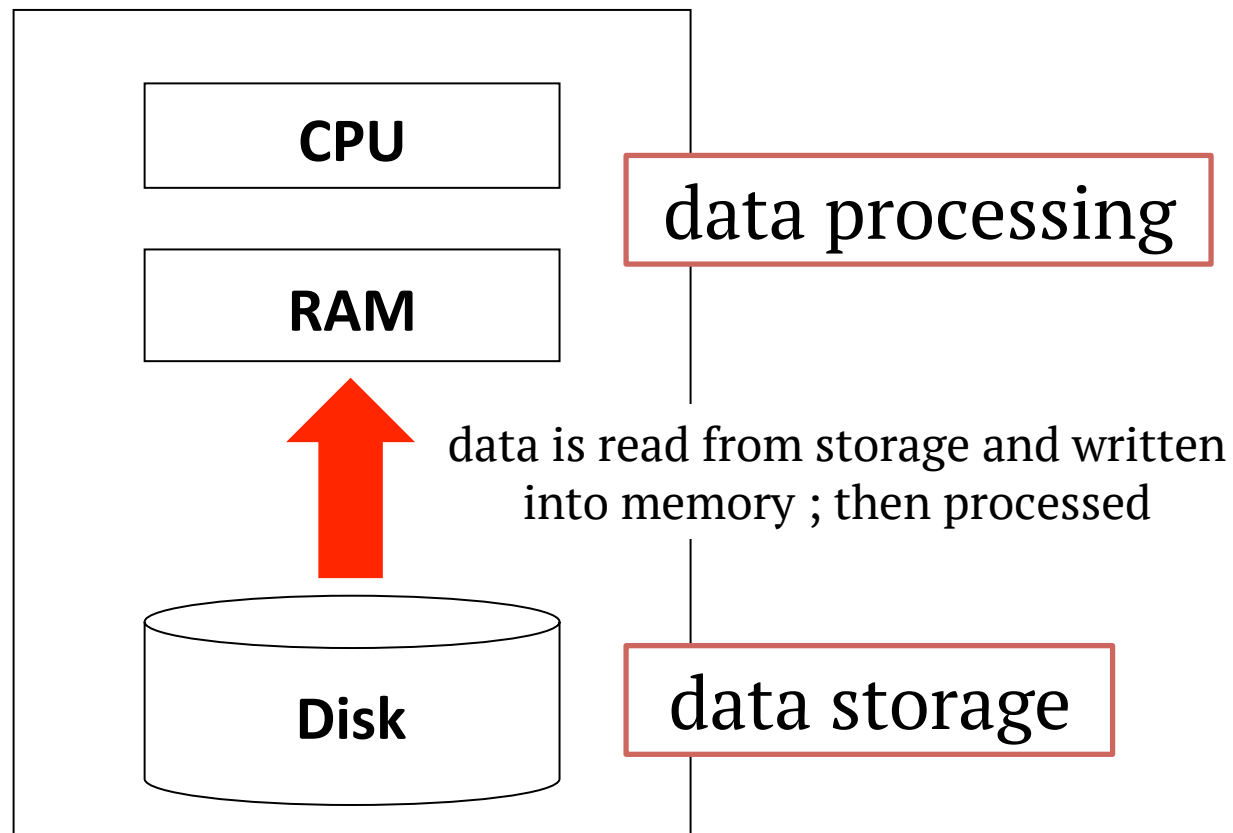 CPU
data processing
RAM
data is read from storage and written
into memory ; then processed
Disk
data storage